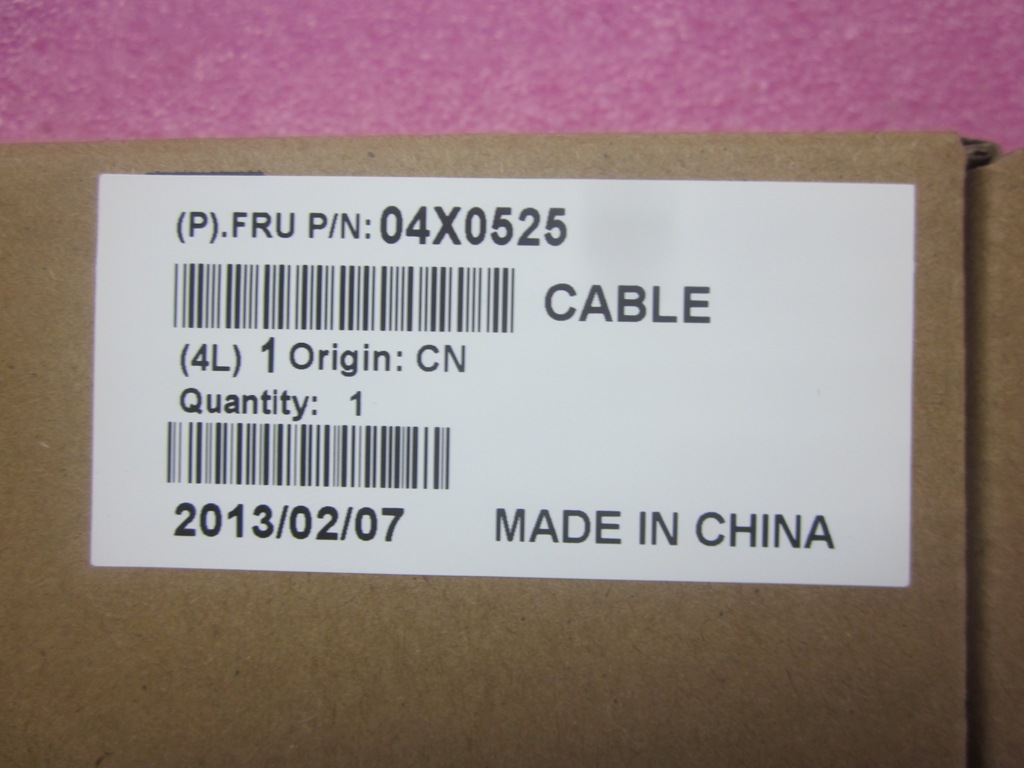 (P).FRU P/N: 04X0525
CABLE
(4L) 1 Origin: CN
Quantity: 1
2013/02/07
MADE IN CHINA